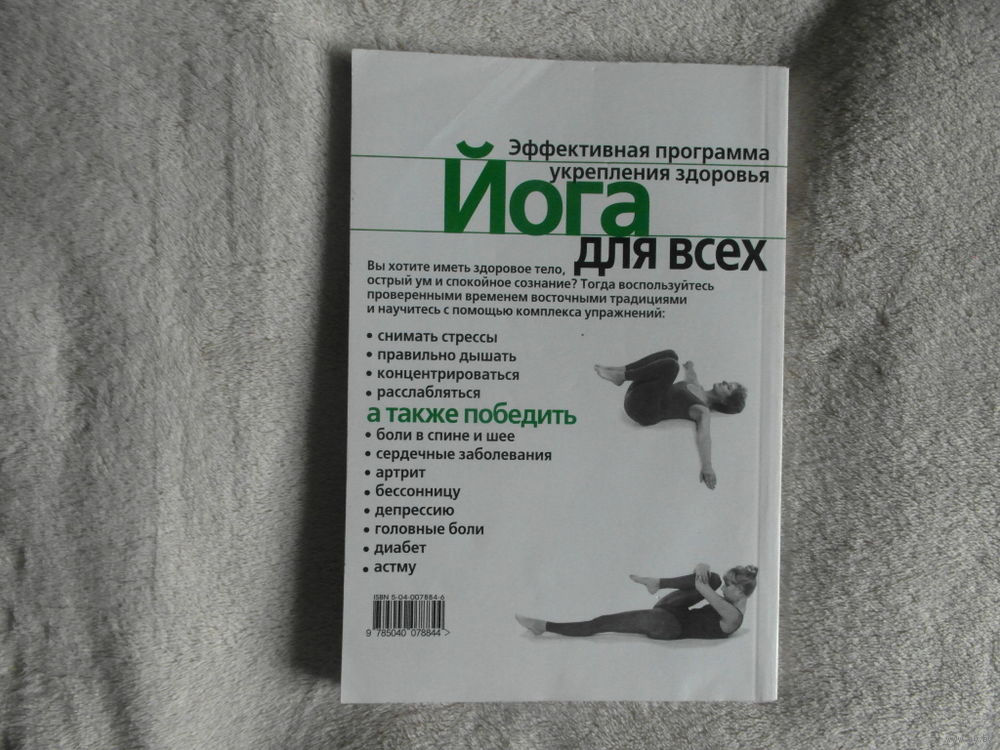 Эффективная программа
укрепления здоровья
Йога
для всех
Вы хотите иметь здоровое тело,
острый ум и спокойное сознание? Тогда воспользуйтесь
проверенными временем восточными традициями
и научитесь с помощью комплекса упражнений:
• снимать стрессы
• правильно дышать
• концентрироваться
• расслабляться
а также победить
• боли в спине и шее
• сердечные заболевания
• артрит
• бессонницу
• депрессию
• головные боли
• диабет
• астму
ISBN 5-04-007884-6
9 785040 078844 >